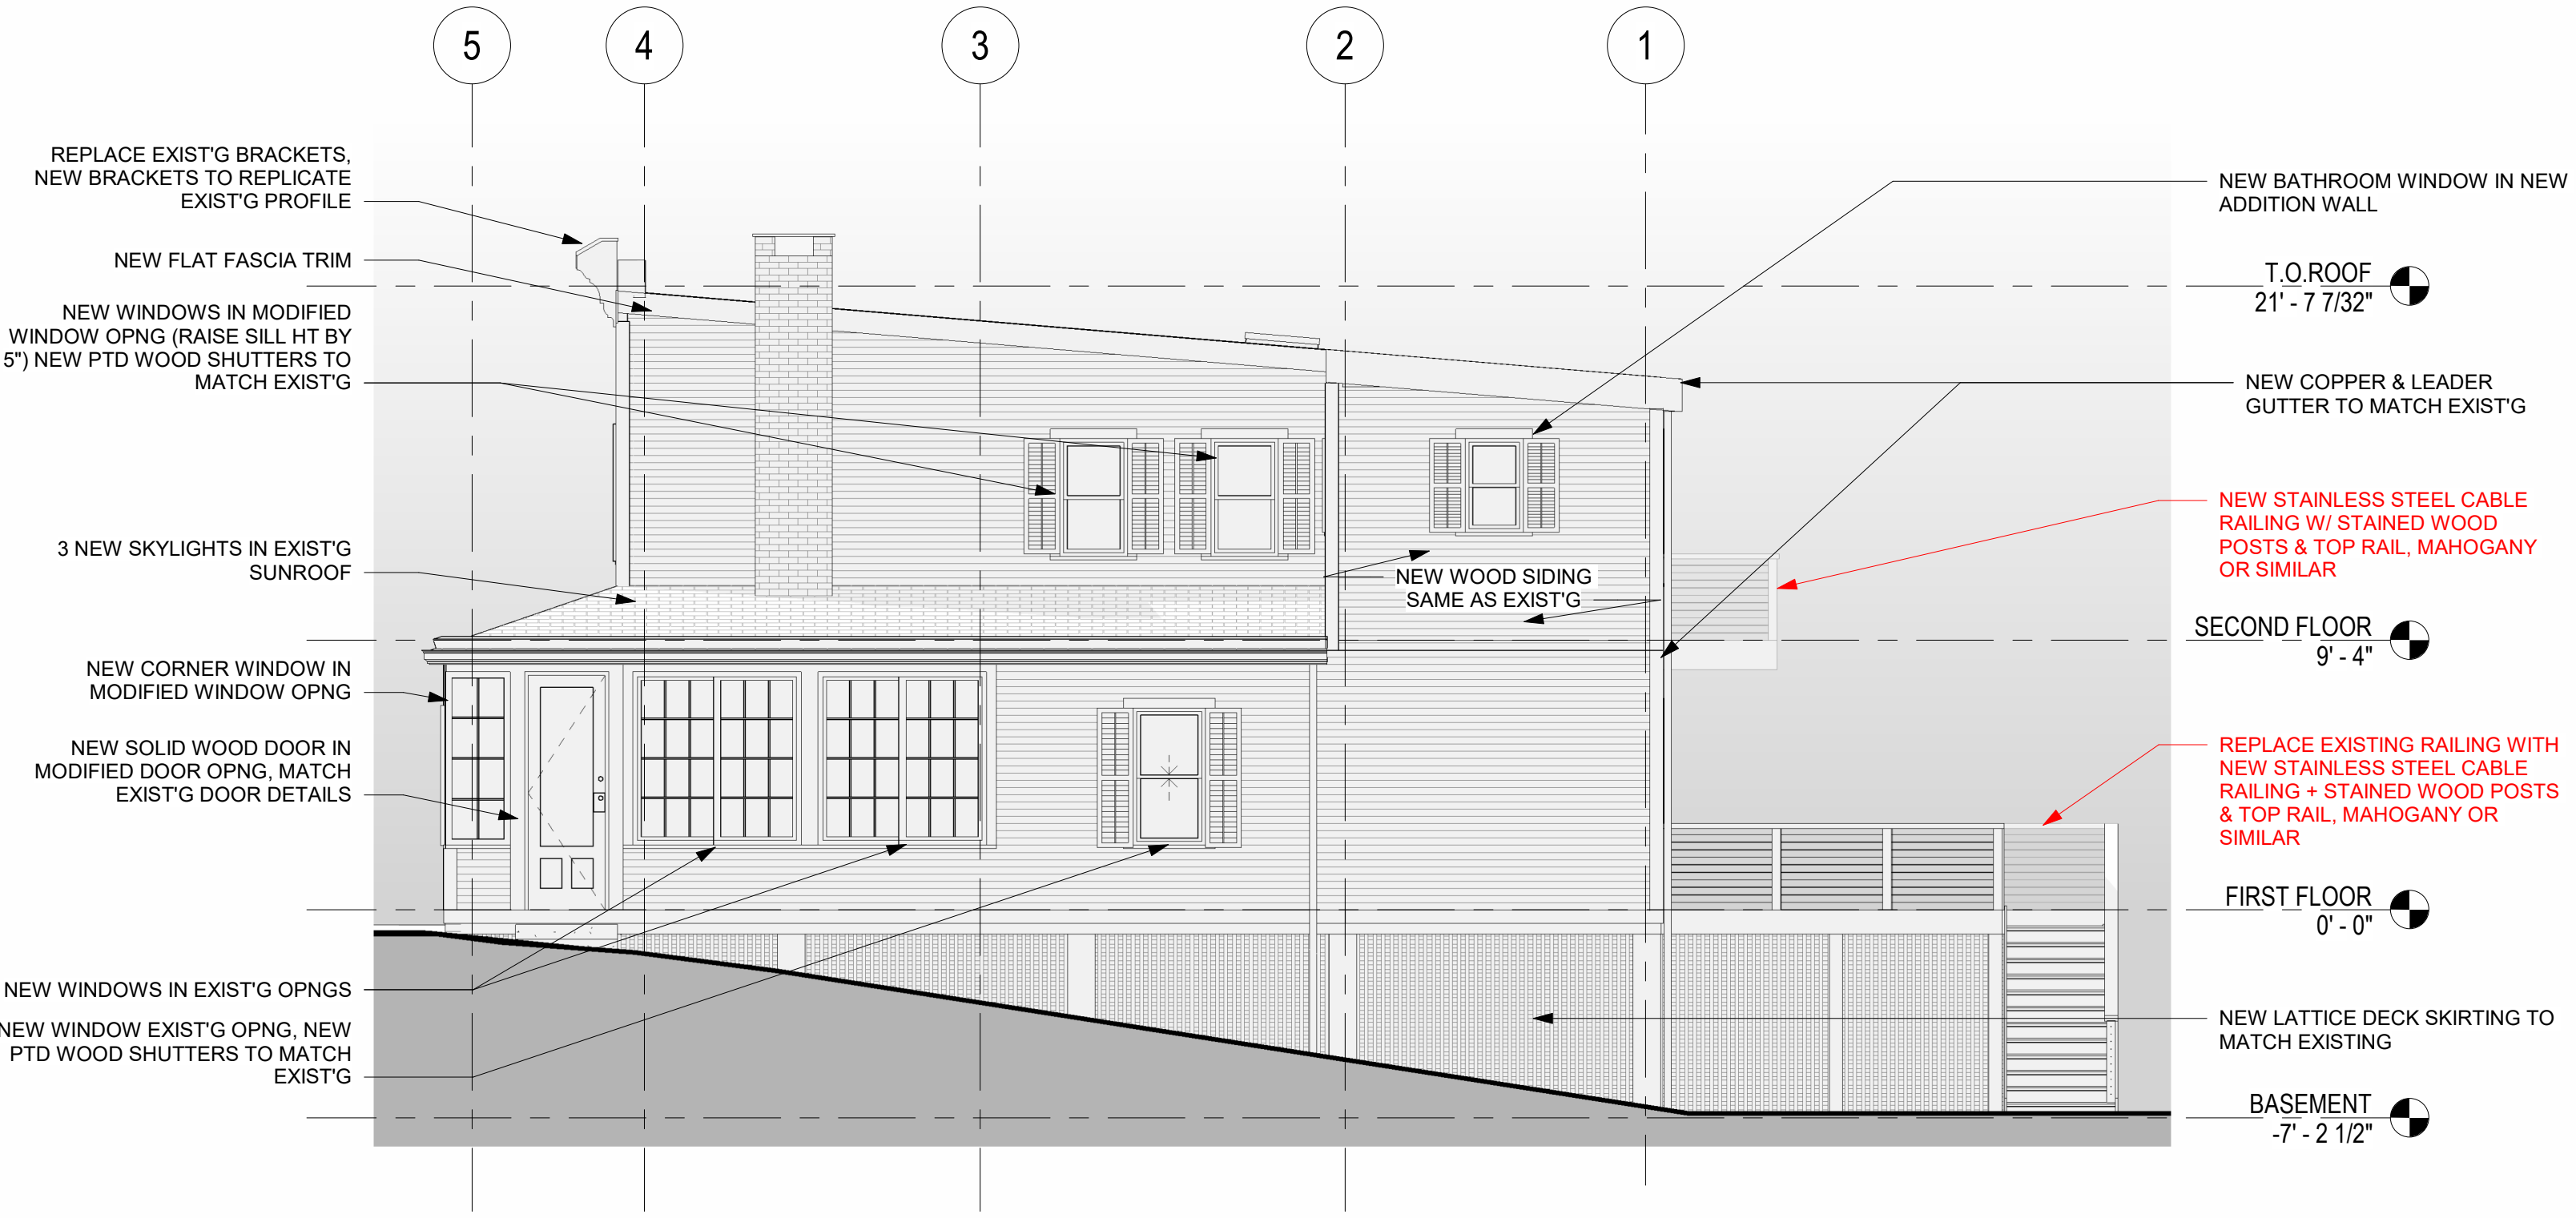 5
4
3
2
1
REPLACE EXIST'G BRACKETS,
NEW BRACKETS TO REPLICATE
EXIST'G PROFILE
NEW FLAT FASCIA TRIM
NEW WINDOWS IN MODIFIED
WINDOW OPNG (RAISE SILL HT BY
5") NEW PTD WOOD SHUTTERS TO
MATCH EXIST'G
3 NEW SKYLIGHTS IN EXIST'G
SUNROOF
NEW CORNER WINDOW IN
MODIFIED WINDOW OPNG
NEW SOLID WOOD DOOR IN
MODIFIED DOOR OPNG, MATCH
EXIST'G DOOR DETAILS
NEW WINDOWS IN EXIST'G OPNGS
NEW WINDOW EXIST'G OPNG, NEW
PTD WOOD SHUTTERS TO MATCH
EXIST'G
NEW WOOD SIDING
SAME AS EXIST'G
NEW BATHROOM WINDOW IN NEW
ADDITION WALL
T.O.ROOF
21' - 7 7/32"
NEW COPPER & LEADER
GUTTER TO MATCH EXIST'G
NEW STAINLESS STEEL CABLE
RAILING W/ STAINED WOOD
POSTS & TOP RAIL, MAHOGANY
OR SIMILAR
SECOND FLOOR
9' - 4"
REPLACE EXISTING RAILING WITH
NEW STAINLESS STEEL CABLE
RAILING + STAINED WOOD POSTS
& TOP RAIL, MAHOGANY OR
SIMILAR
FIRST FLOOR
0' - 0"
NEW LATTICE DECK SKIRTING TO
MATCH EXISTING
BASEMENT
-7' - 2 1/2"